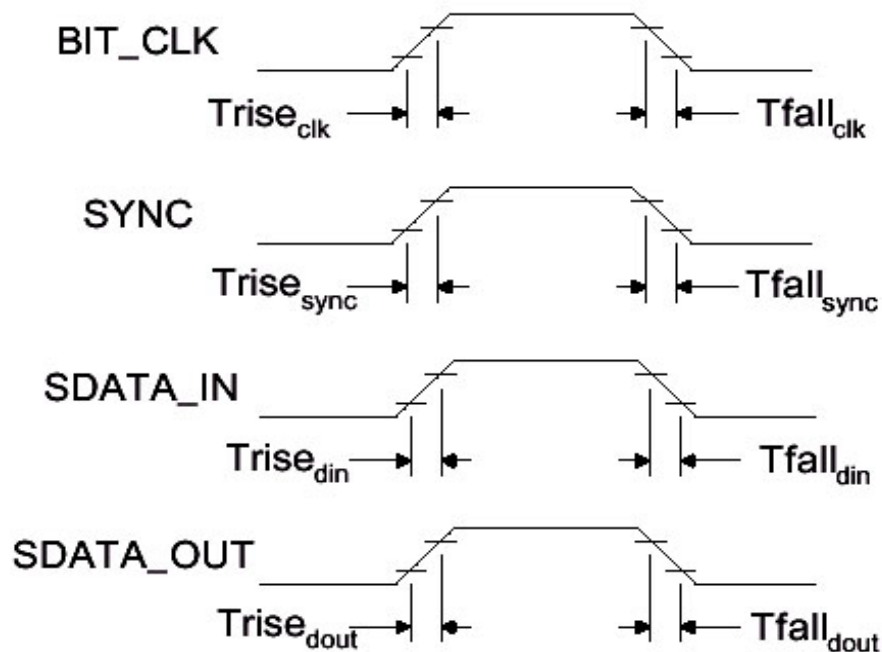 BIT_CLK
Trise_clk Tfall_clk
SYNC
Trise_sync Tfall_sync
SDATA_IN
Trise_din Tfall_din
SDATA_OUT
Trise_dout Tfall_dout